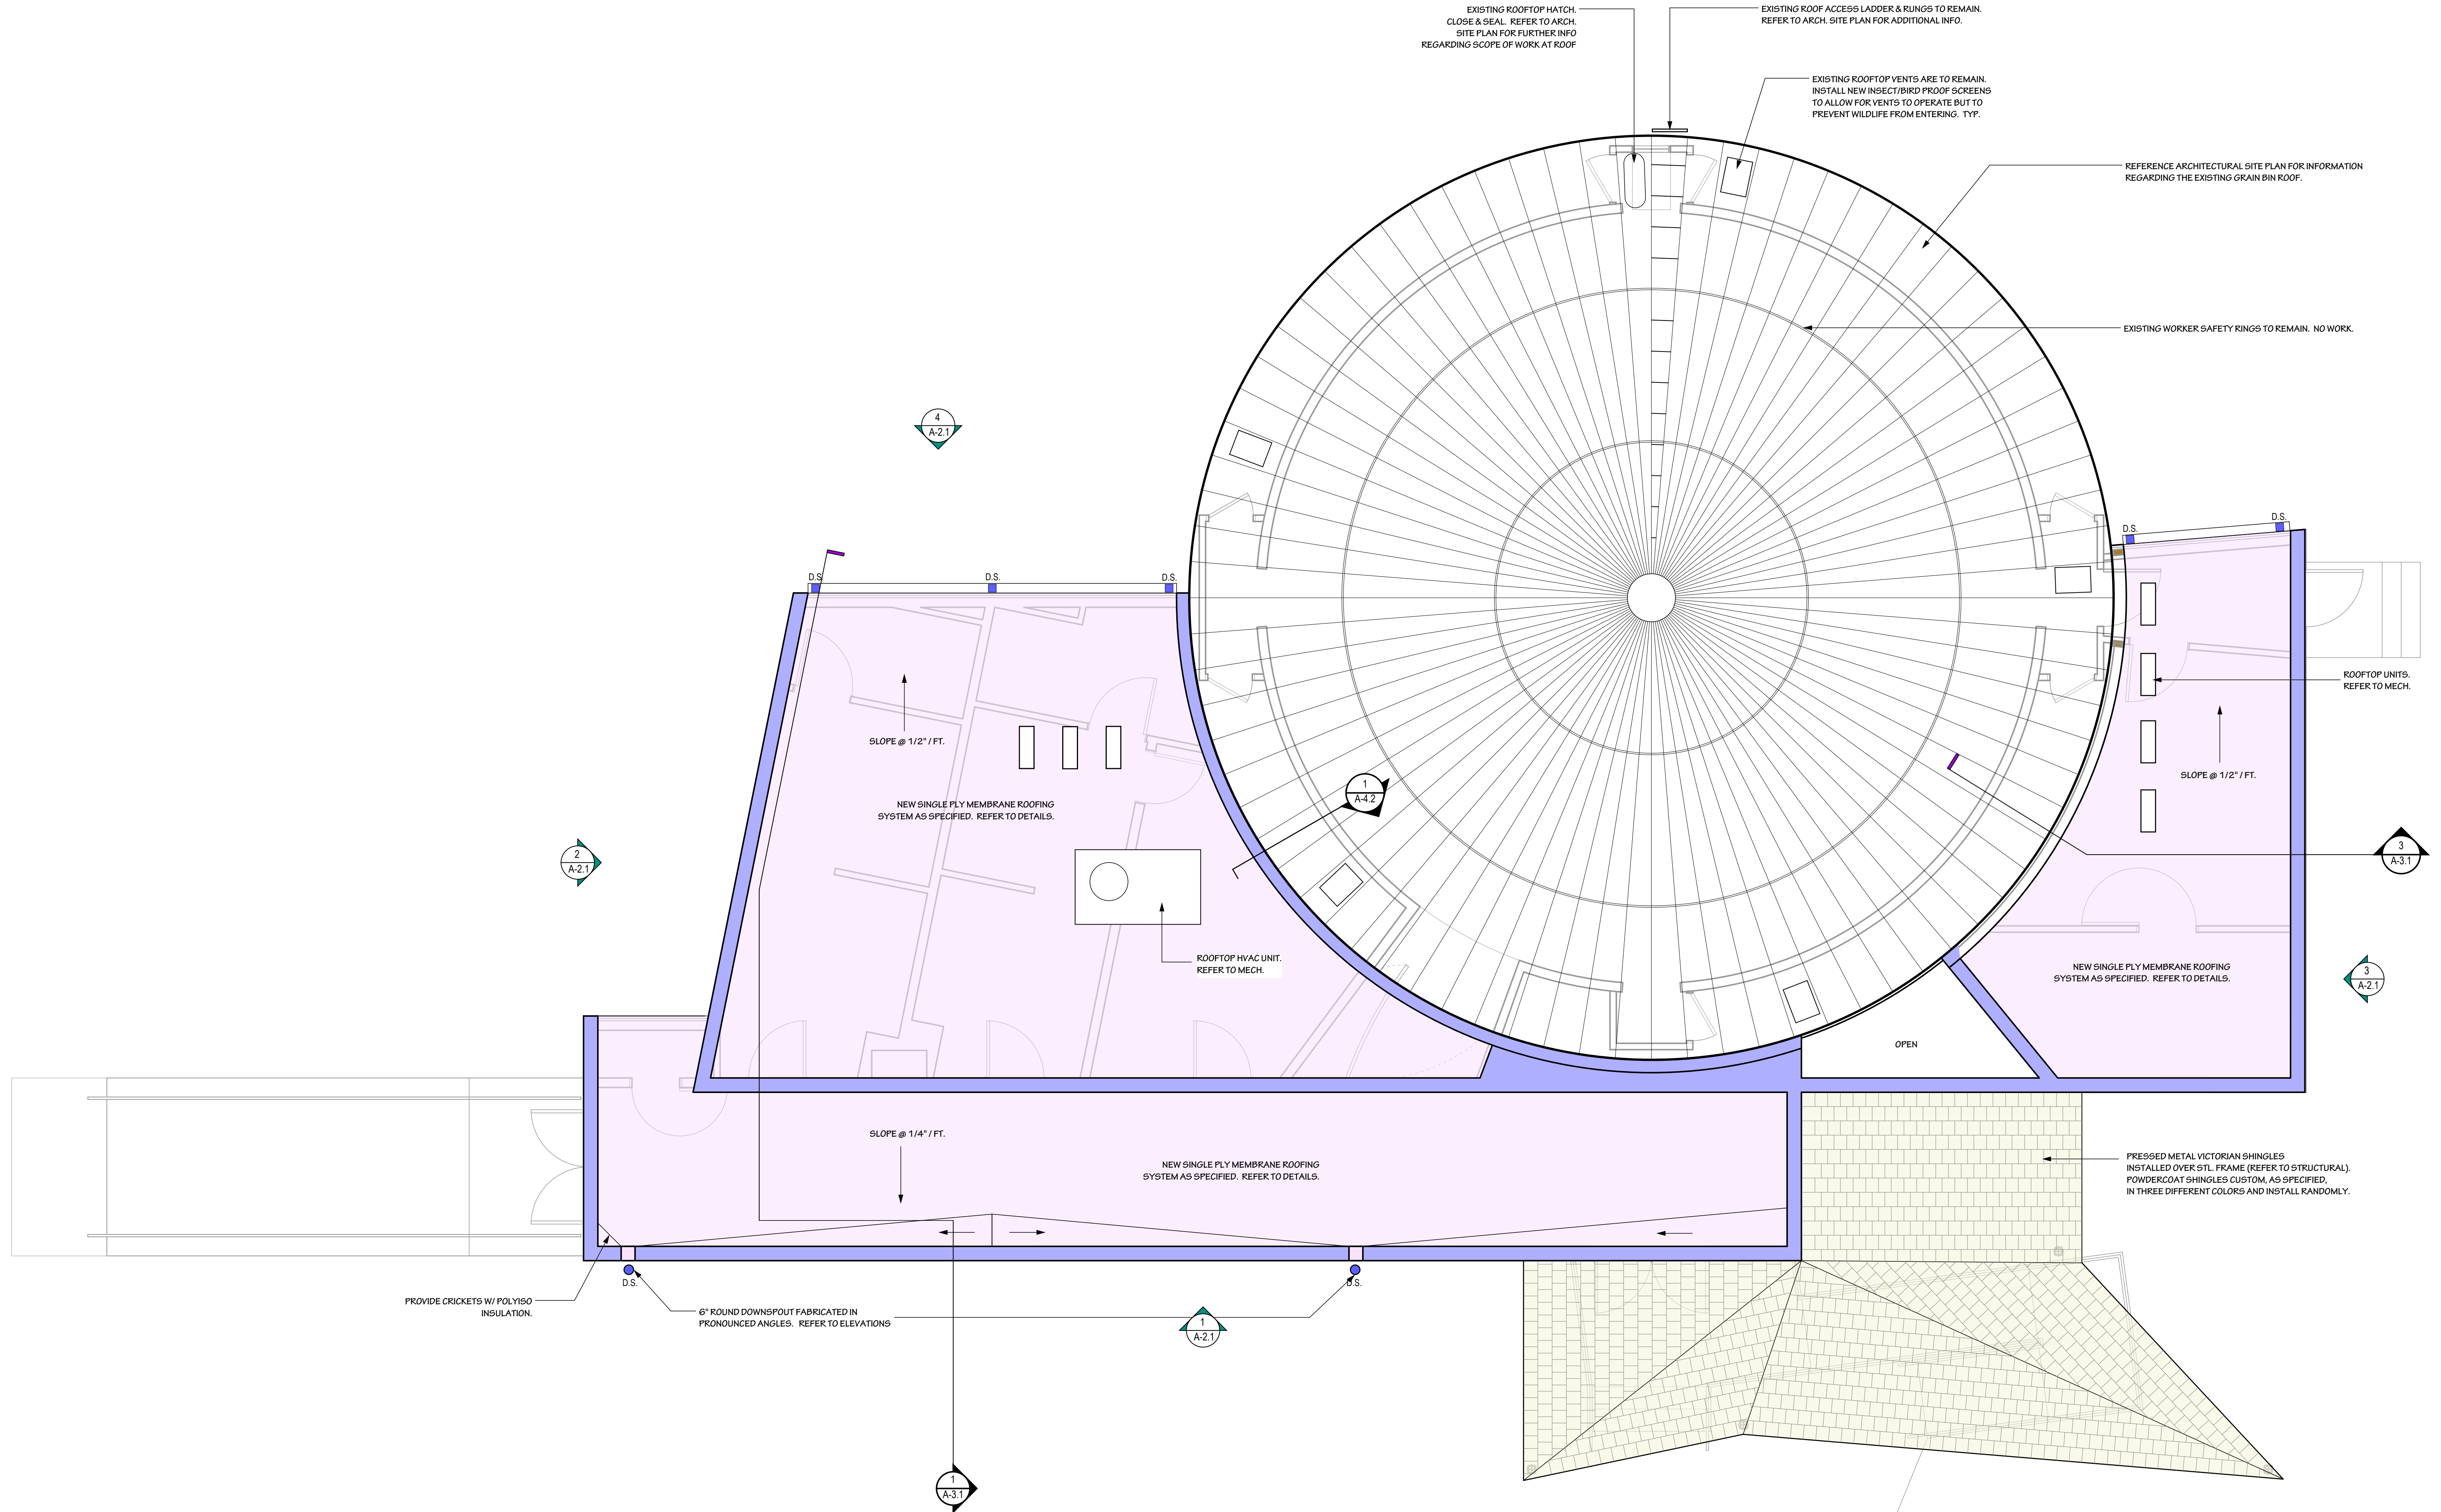 EXISTING ROOFTOP HATCH.
CLOSE & SEAL. REFER TO ARCH.
SITE PLAN FOR FURTHER INFO
REGARDING SCOPE OF WORK AT ROOF
EXISTING ROOF ACCESS LADDER & RUNGS TO REMAIN.
REFER TO ARCH. SITE PLAN FOR ADDITIONAL INFO.
EXISTING ROOFTOP VENTS ARE TO REMAIN.
INSTALL NEW INSECT/BIRD PROOF SCREENS
TO ALLOW FOR VENTS TO OPERATE BUT TO
PREVENT WILDLIFE FROM ENTERING. TYP.
REFERENCE ARCHITECTURAL SITE PLAN FOR INFORMATION
REGARDING THE EXISTING GRAIN BIN ROOF.
EXISTING WORKER SAFETY RINGS TO REMAIN. NO WORK.
4
A-2.1
D.S.
D.S.
D.S.
D.S.
D.S.
ROOFTOP UNITS.
REFER TO MECH.
SLOPE @ 1/2" / FT.
SLOPE @ 1/2" / FT.
1
A-4.2
NEW SINGLE PLY MEMBRANE ROOFING
SYSTEM AS SPECIFIED. REFER TO DETAILS.
2
A-2.1
3
A-3.1
ROOFTOP HVAC UNIT.
REFER TO MECH.
NEW SINGLE PLY MEMBRANE ROOFING
SYSTEM AS SPECIFIED. REFER TO DETAILS.
3
A-2.1
OPEN
SLOPE @ 1/4" / FT.
NEW SINGLE PLY MEMBRANE ROOFING
SYSTEM AS SPECIFIED. REFER TO DETAILS.
PRESSED METAL VICTORIAN SHINGLES
INSTALLED OVER STL. FRAME (REFER TO STRUCTURAL).
POWDERCOAT SHINGLES CUSTOM, AS SPECIFIED,
IN THREE DIFFERENT COLORS AND INSTALL RANDOMLY.
D.S.
D.S.
PROVIDE CRICKETS W/ POLYISO
INSULATION.
6" ROUND DOWNSPOUT FABRICATED IN
PRONOUNCED ANGLES. REFER TO ELEVATIONS
1
A-2.1
1
A-3.1